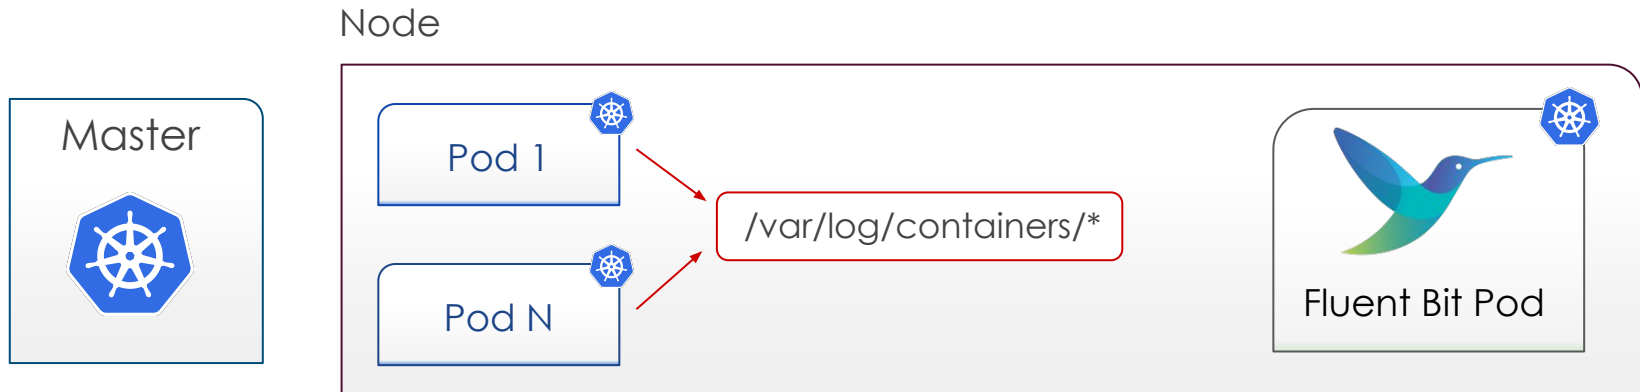 Node
Master
Pod 1
/var/log/containers/*
Pod N
Fluent Bit Pod